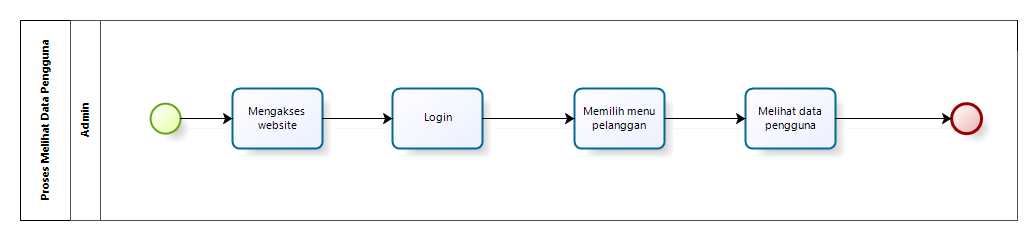 Proses Melihat Data Pengguna
Admin
Mengakses
website
Login
Memilih menu
pelanggan
Melihat data
pengguna